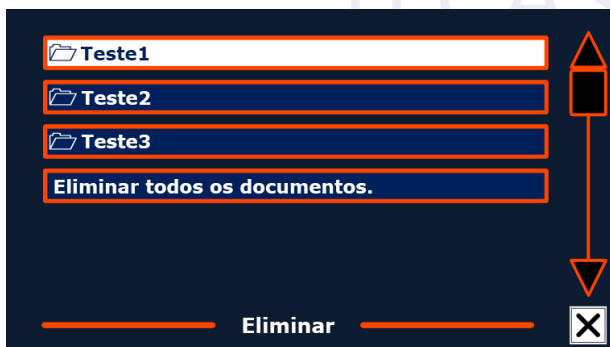 Teste1
Teste2
Teste3
Eliminar todos os documentos.
Eliminar